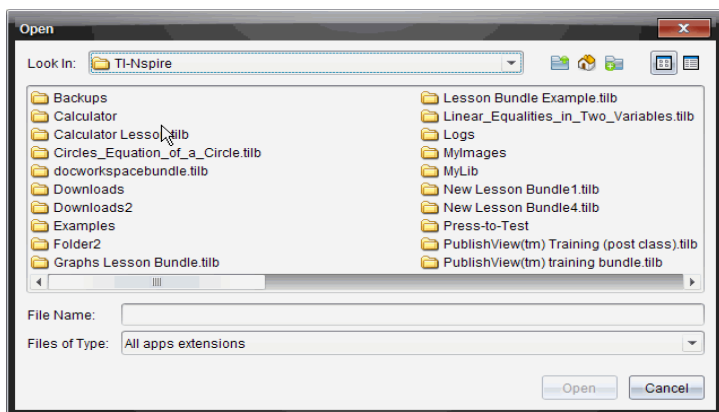 Open
Look In: TI-Nspire
Backups
Calculator
Calculator Lesson.tilb
Circles_Equation_of_a_Circle.tilb
docworkspacebundle.tilb
Downloads
Downloads2
Examples
Folder2
Graphs Lesson Bundle.tilb
Lesson Bundle Example.tilb
Linear_Equalities_in_Two_Variables.tilb
Logs
MyImages
MyLib
New Lesson Bundle1.tilb
New Lesson Bundle4.tilb
Press-to-Test
PublishView(tm) Training (post class).tilb
PublishView(tm) training bundle.tilb
File Name:
Files of Type: All apps extensions
Open Cancel